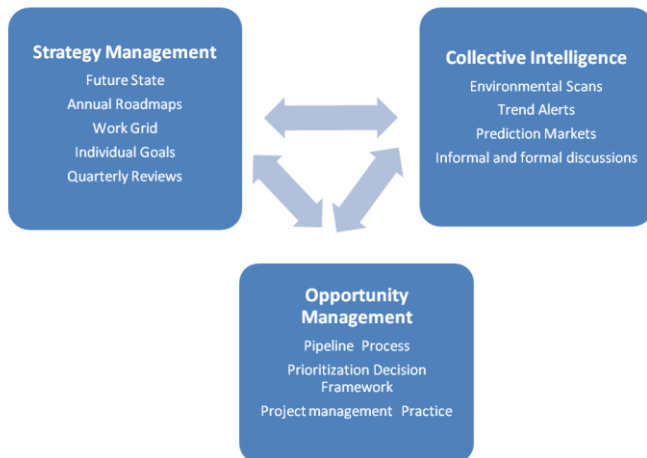 Strategy Management
Future State
Annual Roadmaps
Work Grid
Individual Goals
Quarterly Reviews
Collective Intelligence
Environmental Scans
Trend Alerts
Prediction Markets
Informal and formal discussions
Opportunity
Management
Pipeline Process
Prioritization Decision
Framework
Project management Practice